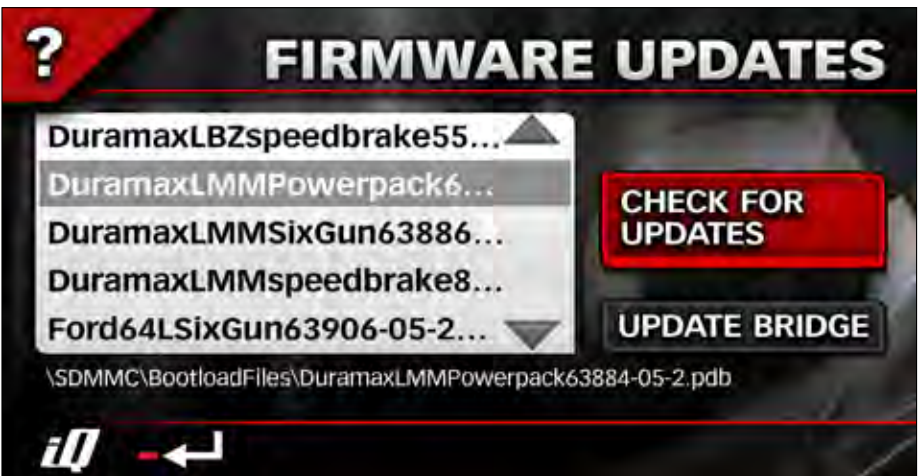 ?
FIRMWARE UPDATES
DuramaxLBZspeedbrake55...
DuramaxLMMPowerpack6...
DuramaxLMMSixGun63886...
DuramaxLMMspeedbrake8...
Ford64LSixGun63906-05-2...
CHECK FOR
UPDATES
UPDATE BRIDGE
\SDMMC\BootloadFiles\DuramaxLMMPowerpack63884-05-2.pdb
iQ